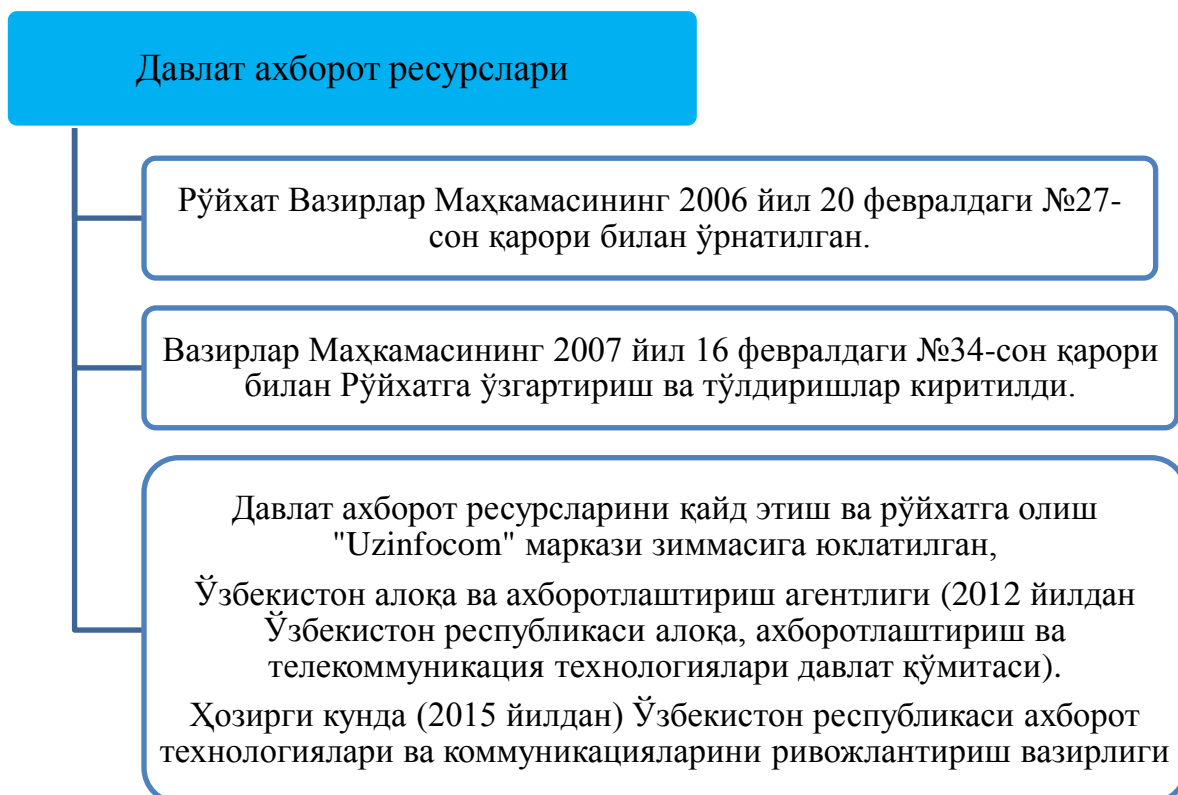 Давлат ахборот ресурслари
Рўйхат Вазирлар Маҳкамасининг 2006 йил 20 февралдаги №27-
сон қарори билан ўрнатилган.
Вазирлар Маҳкамасининг 2007 йил 16 февралдаги №34-сон қарори
билан Рўйхатга ўзгартириш ва тўлдиришлар киритилди.
Давлат ахборот ресурсларини қайд этиш ва рўйхатга олиш
"Uzinfocom" маркази зиммасига юклатилган,
Ўзбекистон алоқа ва ахборотлаштириш агентлиги (2012 йилдан
Ўзбекистон республикаси алоқа, ахборотлаштириш ва
телекоммуникация технологиялари давлат қўмитаси).
Ҳозирги кунда (2015 йилдан) Ўзбекистон республикаси ахборот
технологиялари ва коммуникацияларини ривожлантириш вазирлиги